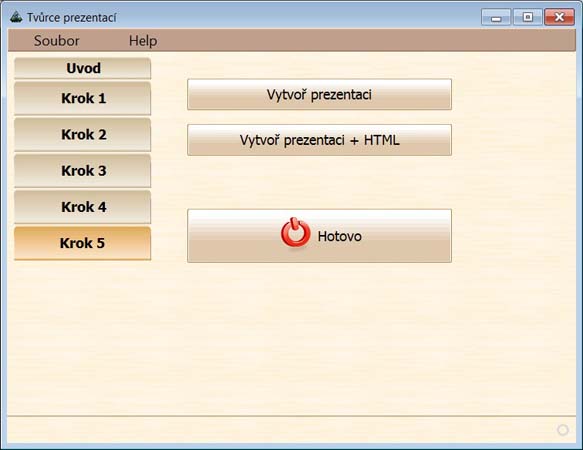 Tvůrce prezentací
Soubor Help
Uvod
Krok 1
Krok 2
Krok 3
Krok 4
Krok 5
Vytvoř prezentaci
Vytvoř prezentaci + HTML
Hotovo